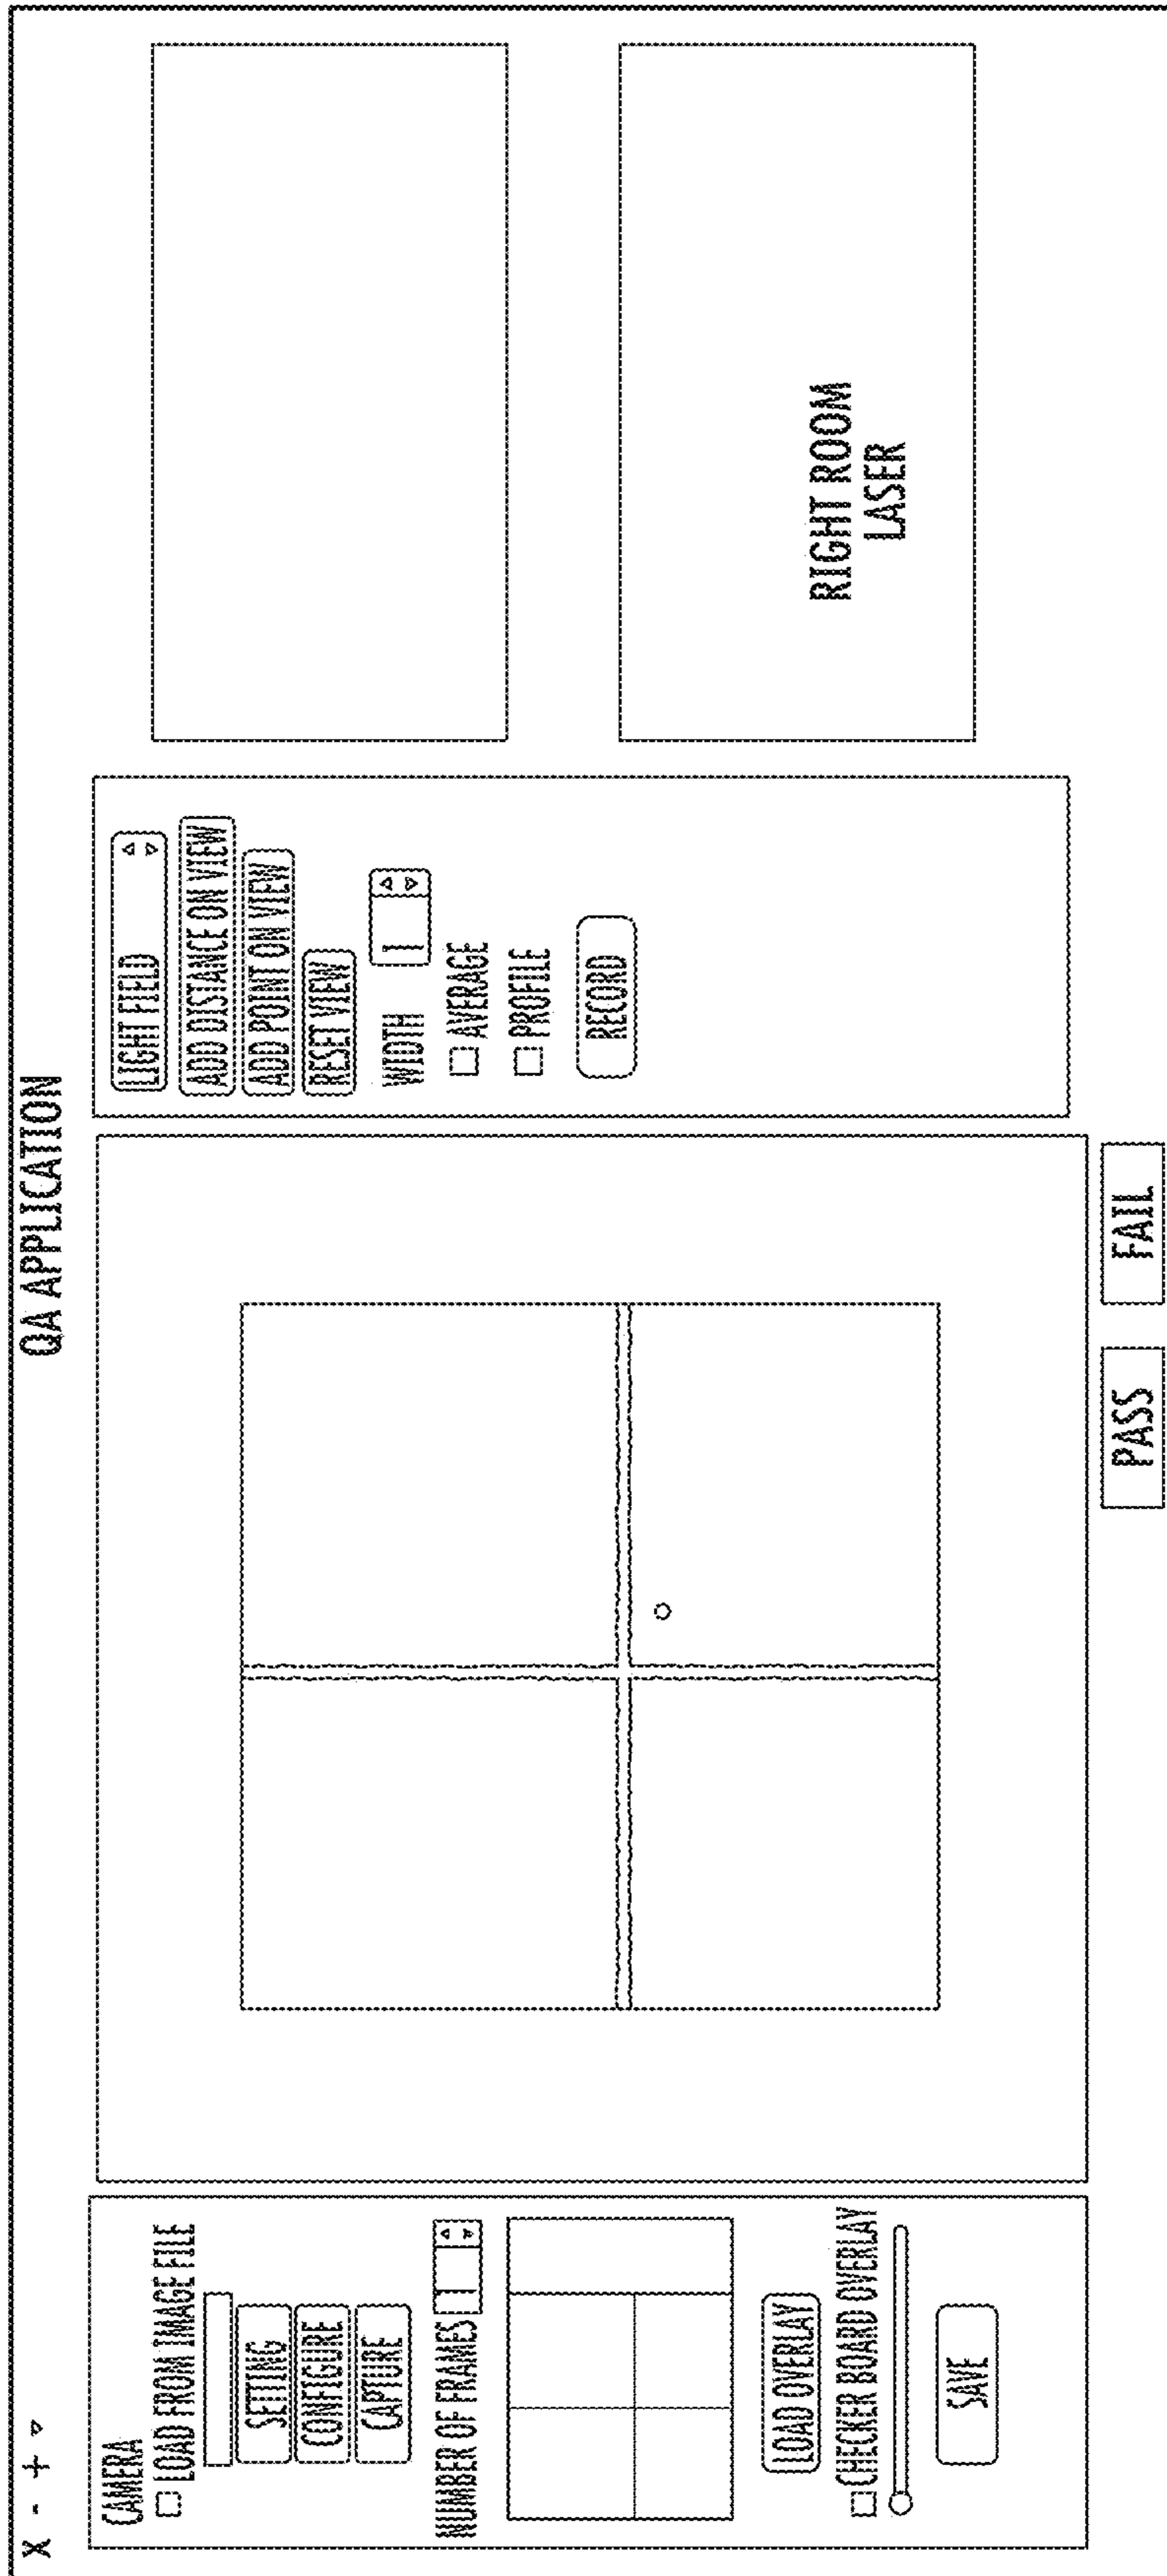 X - + ▿
QA APPLICATION
CAMERA
LOAD FROM IMAGE FILE
SETTING
CONFIGURE
CAPTURE
NUMBER OF FRAMES 1
LOAD OVERLAY
CHECKER BOARD OVERLAY
SAVE
LIGHT FIELD
ADD DISTANCE ON VIEW
ADD POINT ON VIEW
RESET VIEW
WIDTH 1
AVERAGE
PROFILE
RECORD
RIGHT ROOM
LASER
PASS
FAIL